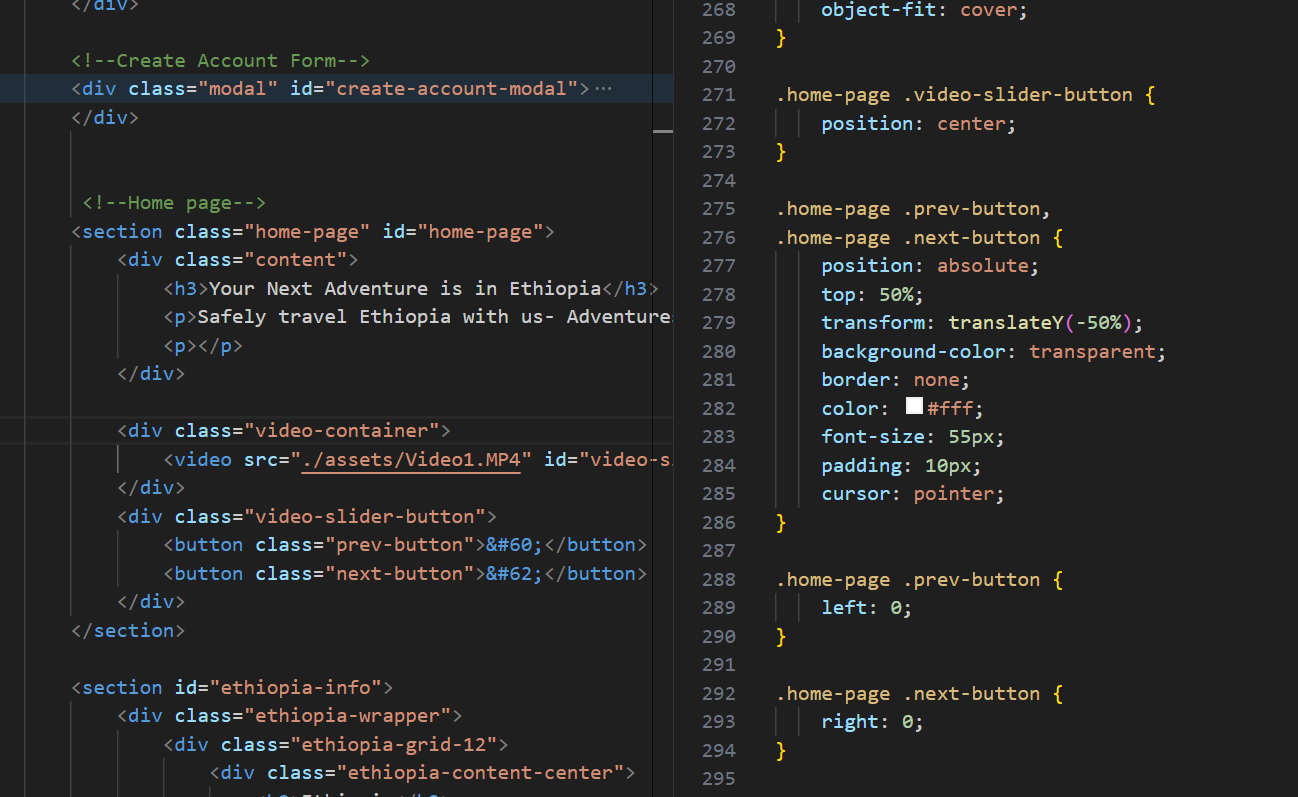 </div>
<!--Create Account Form-->
<div class="modal" id="create-account-modal">···
</div>
<!--Home page-->
<section class="home-page" id="home-page">
<div class="content">
<h3>Your Next Adventure is in Ethiopia</h3>
<p>Safely travel Ethiopia with us- Adventure
<p></p>
</div>
<div class="video-container">
<video src="./assets/Video1.MP4" id="video-s
</div>
<div class="video-slider-button">
<button class="prev-button">&#60;</button>
<button class="next-button">&#62;</button>
</div>
</section>
<section id="ethiopia-info">
<div class="ethiopia-wrapper">
<div class="ethiopia-grid-12">
<div class="ethiopia-content-center">
268 object-fit: cover;
269 }
270
271 .home-page .video-slider-button {
272 position: center;
273 }
274
275 .home-page .prev-button,
276 .home-page .next-button {
277 position: absolute;
278 top: 50%;
279 transform: translateY(-50%);
280 background-color: transparent;
281 border: none;
282 color: #fff;
283 font-size: 55px;
284 padding: 10px;
285 cursor: pointer;
286 }
287
288 .home-page .prev-button {
289 left: 0;
290 }
291
292 .home-page .next-button {
293 right: 0;
294 }
295